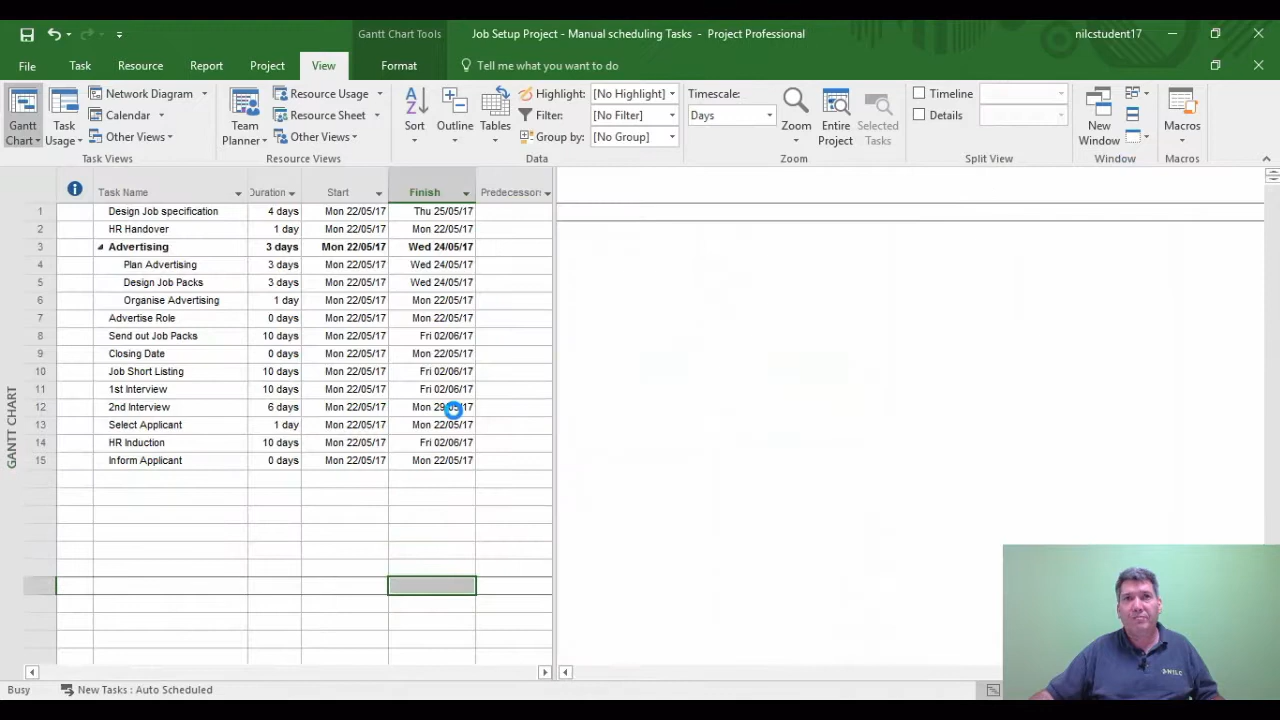 Gantt Chart Tools
Job Setup Project - Manual scheduling Tasks - Project Professional
nilcstudent17
File Task Resource Report Project View Format Tell me what you want to do
Gantt Chart
Task Usage
Network Diagram
Calendar
Other Views
Task Views
Team Planner
Resource Usage
Resource Sheet
Other Views
Resource Views
Sort
Outline
Tables
Highlight: [No Highlight]
Filter: [No Filter]
Group by: [No Group]
Data
Timescale:
Days
Zoom
Entire Project
Selected Tasks
Zoom
Timeline
Details
Split View
New Window
Window
Macros
Macros
Task Name Duration Start Finish Predecessors
1 Design Job specification 4 days Mon 22/05/17 Thu 25/05/17
2 HR Handover 1 day Mon 22/05/17 Mon 22/05/17
3 Advertising 3 days Mon 22/05/17 Wed 24/05/17
4 Plan Advertising 3 days Mon 22/05/17 Wed 24/05/17
5 Design Job Packs 3 days Mon 22/05/17 Wed 24/05/17
6 Organise Advertising 1 day Mon 22/05/17 Mon 22/05/17
7 Advertise Role 0 days Mon 22/05/17 Mon 22/05/17
8 Send out Job Packs 10 days Mon 22/05/17 Fri 02/06/17
9 Closing Date 0 days Mon 22/05/17 Mon 22/05/17
10 Job Short Listing 10 days Mon 22/05/17 Fri 02/06/17
11 1st Interview 10 days Mon 22/05/17 Fri 02/06/17
12 2nd Interview 6 days Mon 22/05/17 Mon 29/05/17
13 Select Applicant 1 day Mon 22/05/17 Mon 22/05/17
14 HR Induction 10 days Mon 22/05/17 Fri 02/06/17
15 Inform Applicant 0 days Mon 22/05/17 Mon 22/05/17
GANTT CHART
NILC
Busy New Tasks : Auto Scheduled